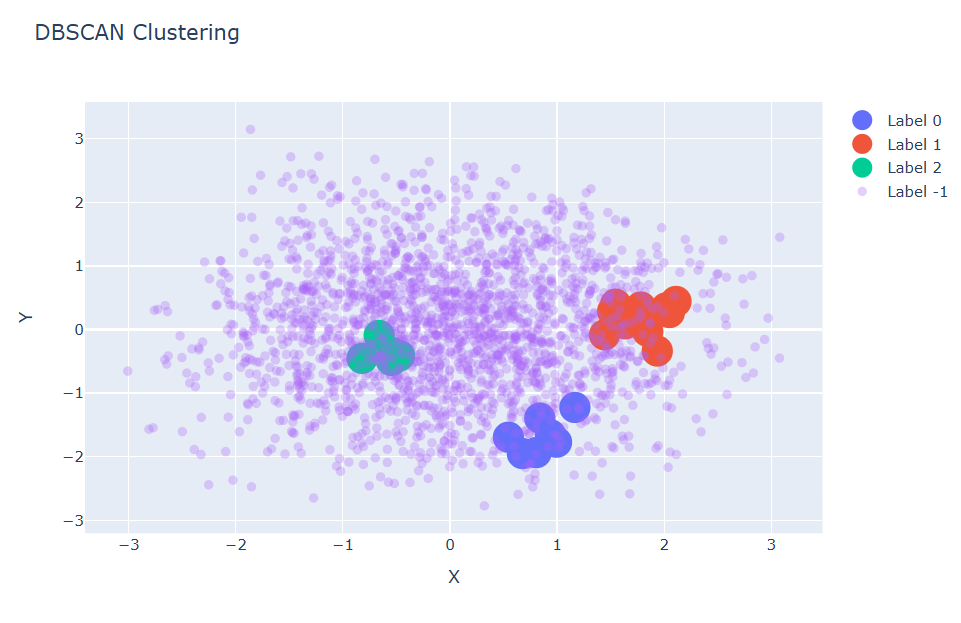 DBSCAN Clustering
Label 0
Label 1
Label 2
Label -1
3
2
1
0
−1
−2
−3
Y
−3
−2
−1
0
1
2
3
X